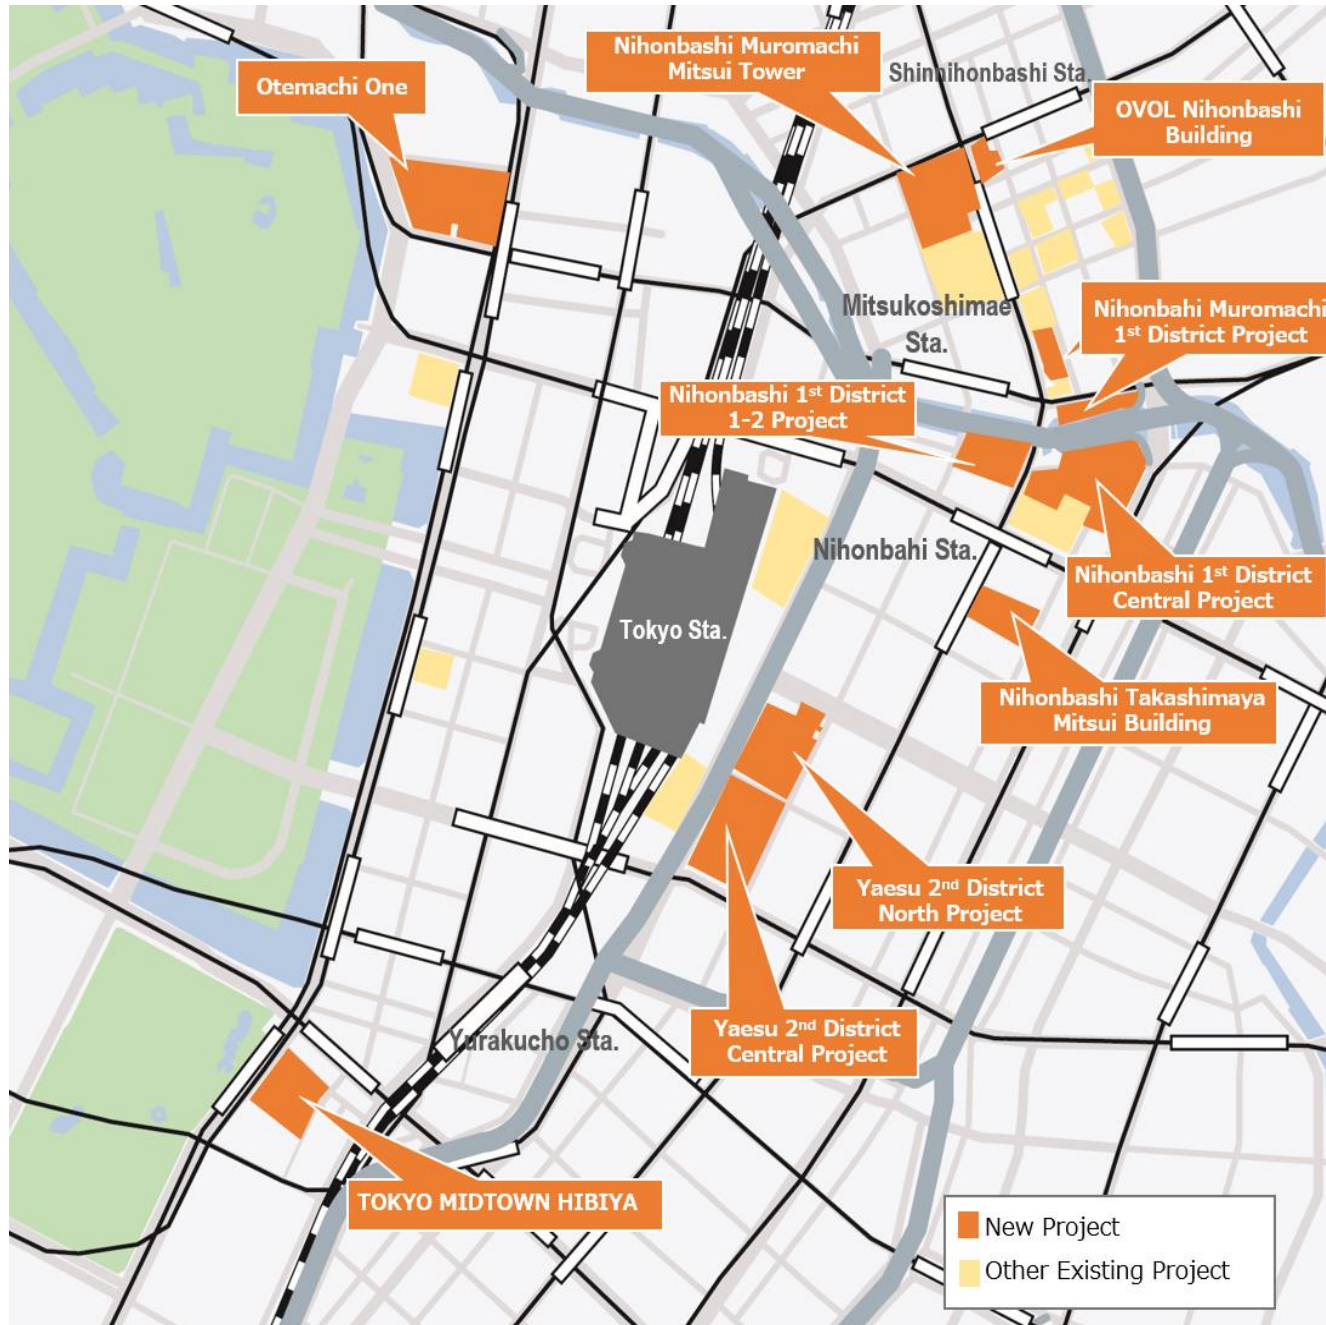 Nihonbashi Muromachi
Mitsui Tower
Shinnihonbashi Sta.
Otemachi One
OVOL Nihonbashi
Building
Mitsukoshimae
Sta.
Nihonbahi Muromachi
1st District Project
Nihonbashi 1st District
1-2 Project
Nihonbahi Sta.
Nihonbashi 1st District
Central Project
Tokyo Sta.
Nihonbashi Takashimaya
Mitsui Building
Yaesu 2nd District
North Project
Yaesu 2nd District
Central Project
Yurakucho Sta.
TOKYO MIDTOWN HIBIYA
New Project
Other Existing Project